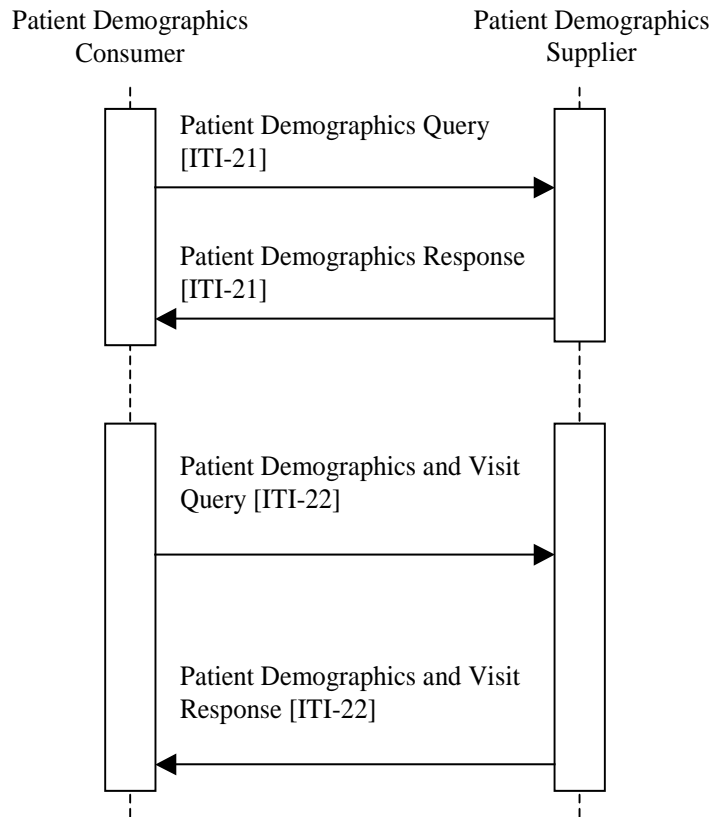 Patient Demographics
Consumer
Patient Demographics
Supplier
Patient Demographics Query
[ITI-21]
Patient Demographics Response
[ITI-21]
Patient Demographics and Visit
Query [ITI-22]
Patient Demographics and Visit
Response [ITI-22]